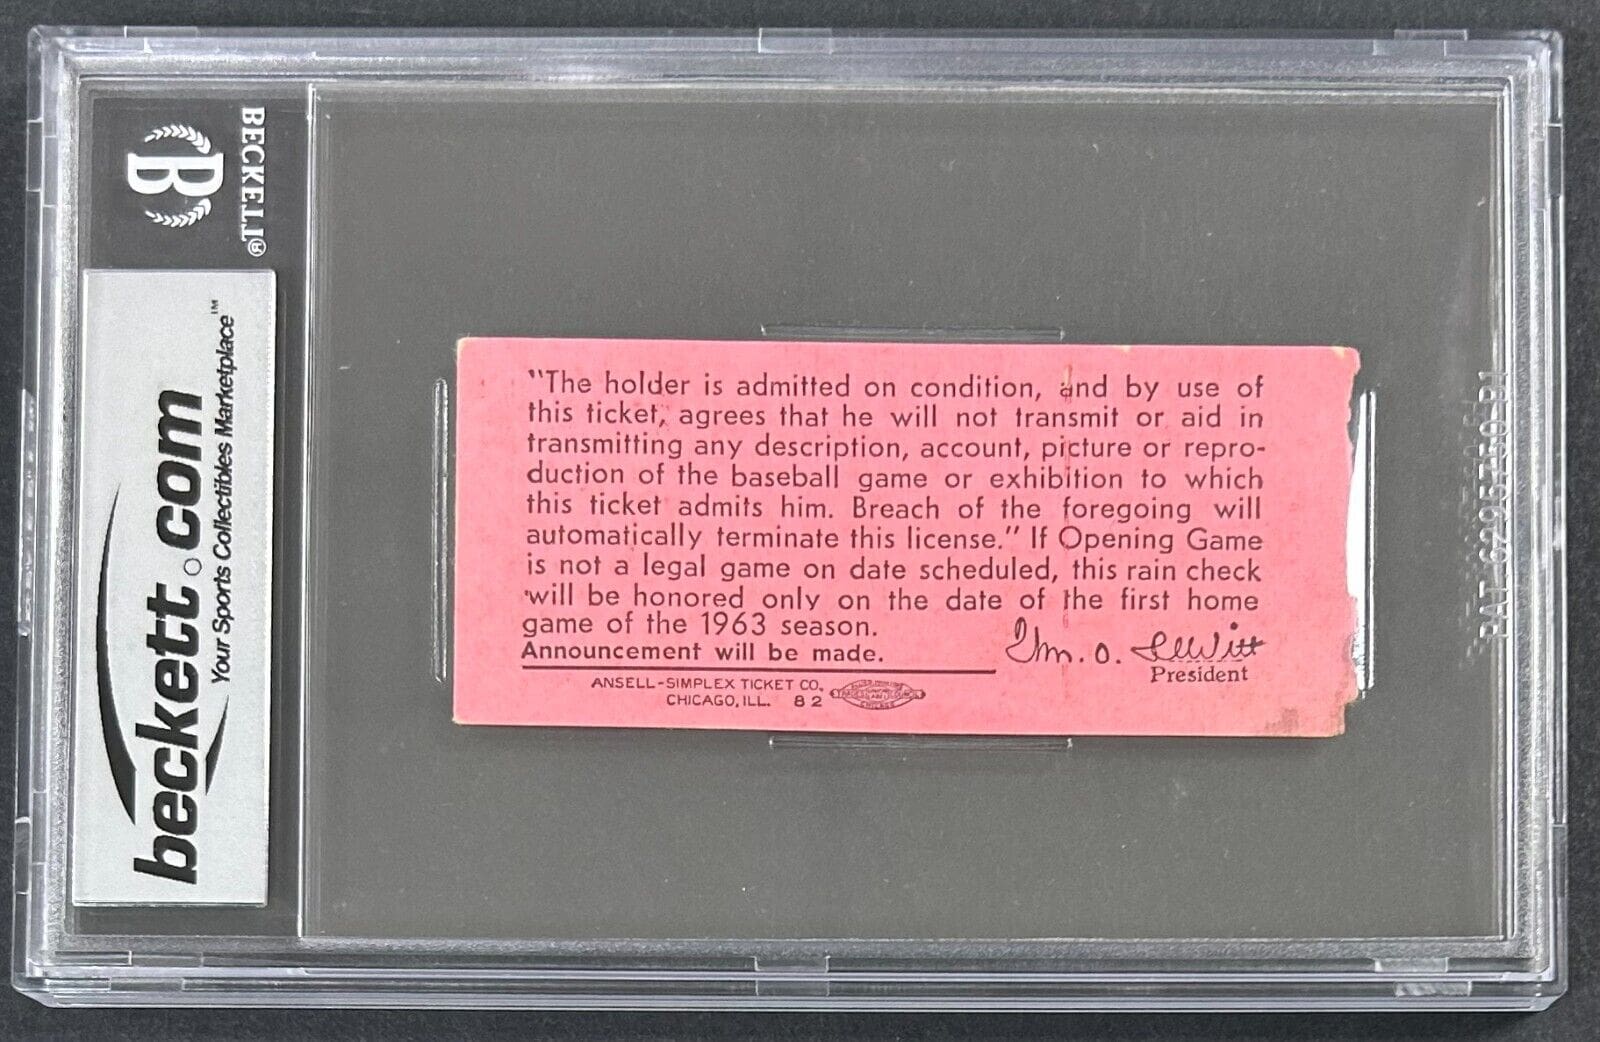 BECKETT®
B
beckett.com
Your Sports Collectibles Marketplace™
"The holder is admitted on condition, and by use of
this ticket, agrees that he will not transmit or aid in
transmitting any description, account, picture or repro-
duction of the baseball game or exhibition to which
this ticket admits him. Breach of the foregoing will
automatically terminate this license." If Opening Game
is not a legal game on date scheduled, this rain check
will be honored only on the date of the first home
game of the 1963 season.
Announcement will be made.
Wm. O. DeWitt
President
ANSELL-SIMPLEX TICKET CO.
CHICAGO, ILL. 82